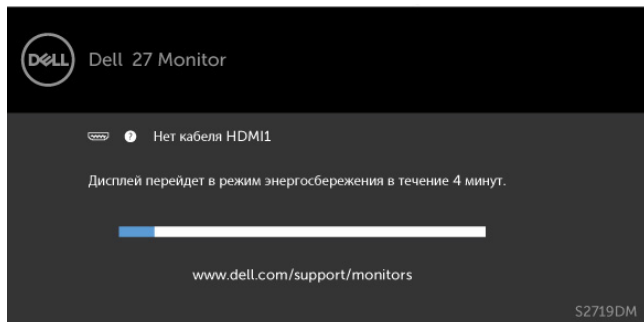 DELL
Dell 27 Monitor
? Нет кабеля HDMI1
Дисплей перейдет в режим энергосбережения в течение 4 минут.
www.dell.com/support/monitors
S2719DM